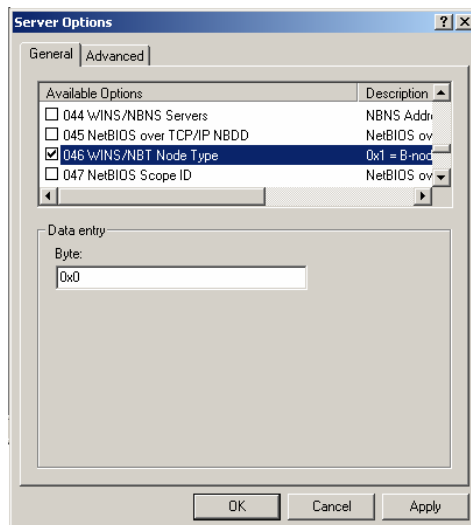 Server Options
General Advanced
Available Options Description
044 WINS/NBNS Servers NBNS Addr
045 NetBIOS over TCP/IP NBDD NetBIOS ov
046 WINS/NBT Node Type 0x1 = B-nod
047 NetBIOS Scope ID NetBIOS ov
Data entry
Byte:
0x0
OK Cancel Apply